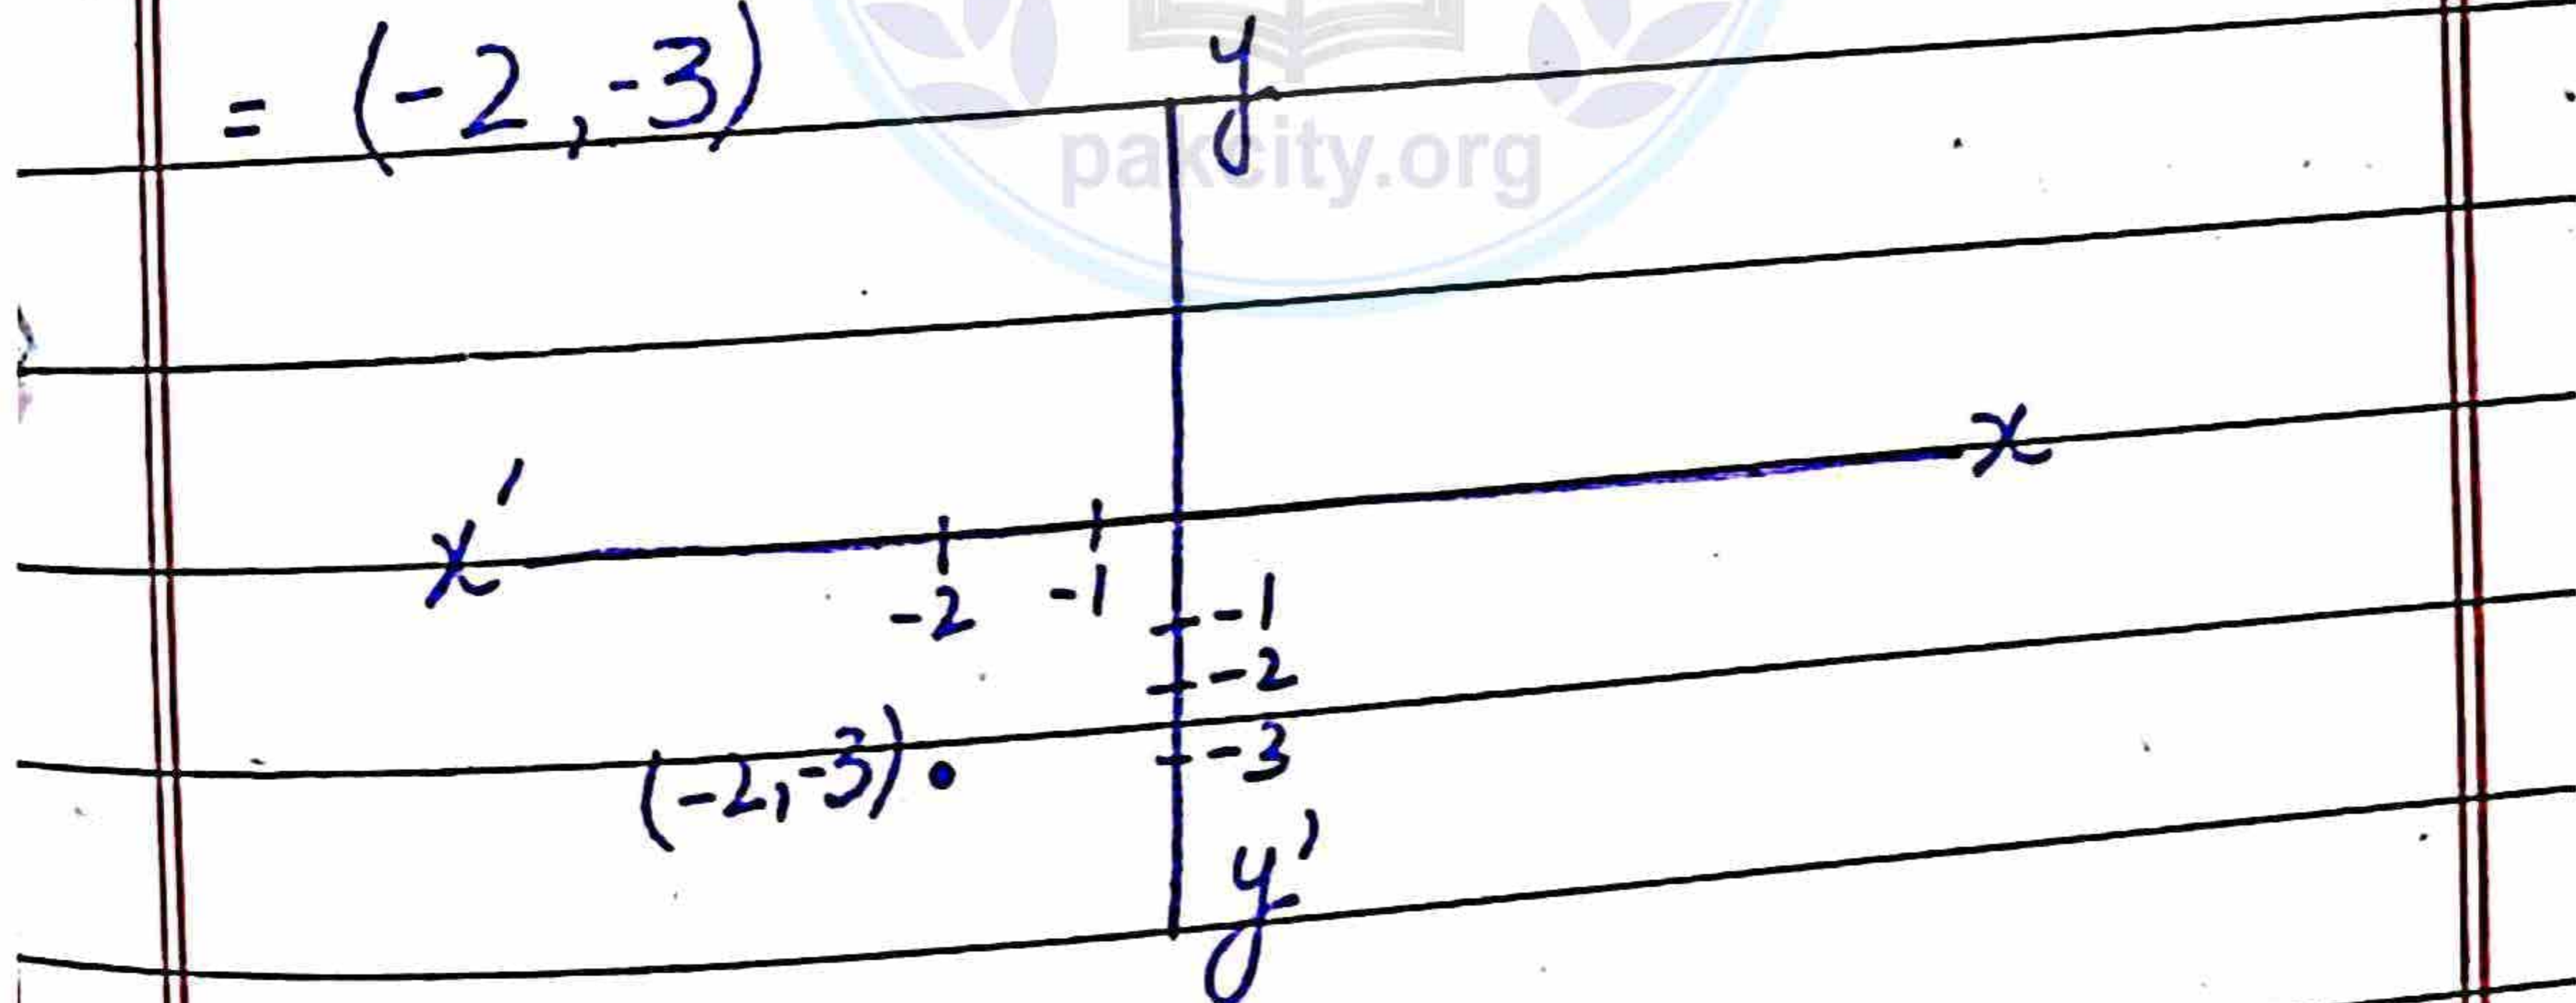 = (-2, -3)
y
pakcity.org
x
x'
-2 -1
-1
-2
-3
(-2, -3)
y'